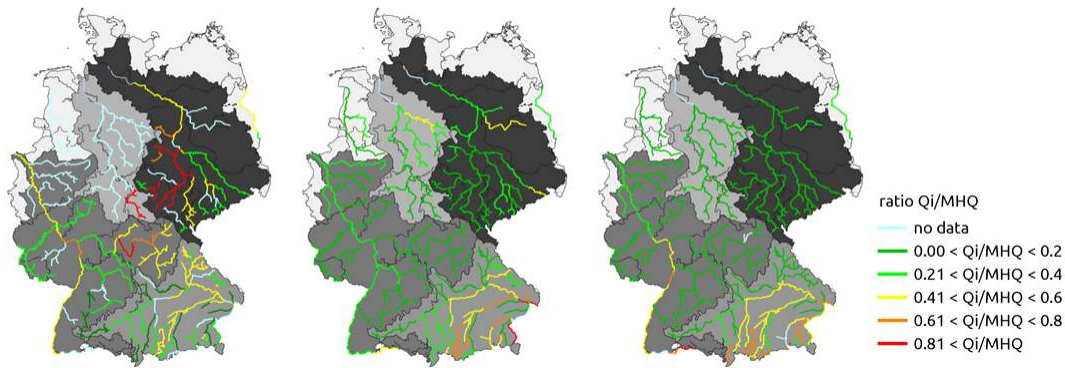 ratio Qi/MHQ
no data
0.00 < Qi/MHQ < 0.2
0.21 < Qi/MHQ < 0.4
0.41 < Qi/MHQ < 0.6
0.61 < Qi/MHQ < 0.8
0.81 < Qi/MHQ